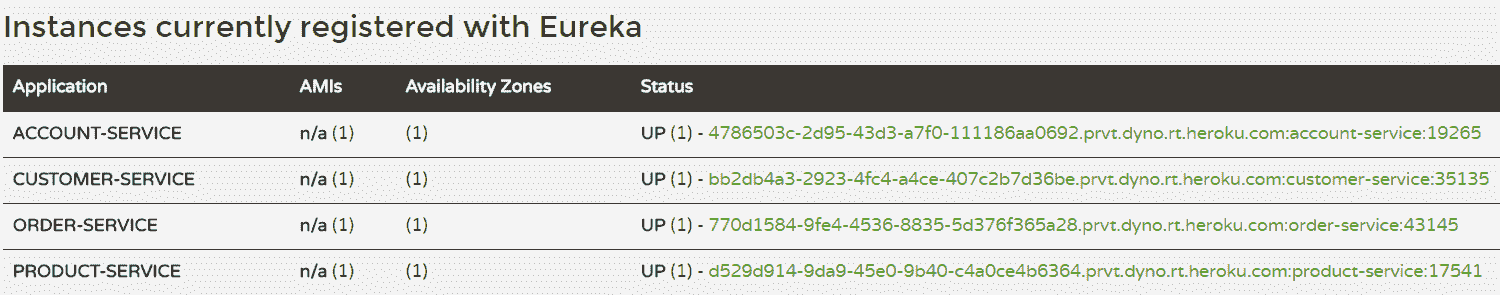 Instances currently registered with Eureka
Application AMIs Availability Zones Status
ACCOUNT-SERVICE n/a (1) (1) UP (1) - 4786503c-2d95-43d3-a7f0-111186aa0692.prvt.dyno.rt.heroku.com:account-service:19265
CUSTOMER-SERVICE n/a (1) (1) UP (1) - bb2db4a3-2923-4fc4-a4ce-407c2b7d36be.prvt.dyno.rt.heroku.com:customer-service:35135
ORDER-SERVICE n/a (1) (1) UP (1) - 770d1584-9fe4-4536-8835-5d376f365a28.prvt.dyno.rt.heroku.com:order-service:43145
PRODUCT-SERVICE n/a (1) (1) UP (1) - d529d914-9da9-45e0-9b40-c4a0ce4b6364.prvt.dyno.rt.heroku.com:product-service:17541